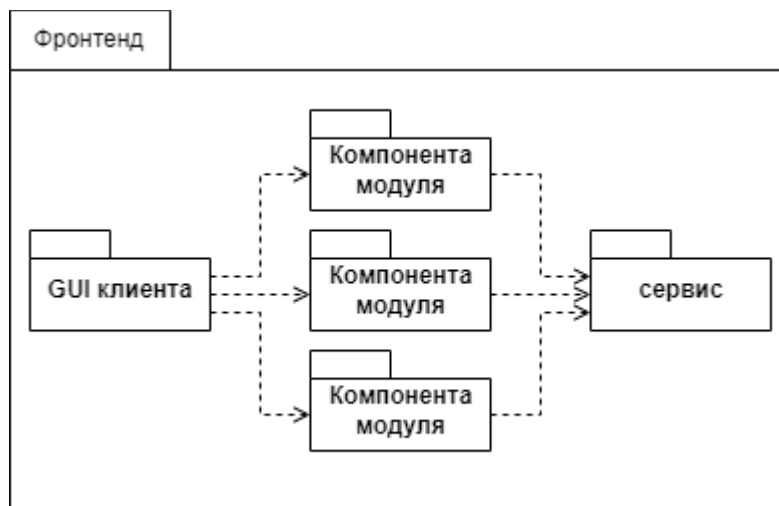 Фронтенд
Компонента
модуля
GUI клиента
Компонента
модуля
сервис
Компонента
модуля